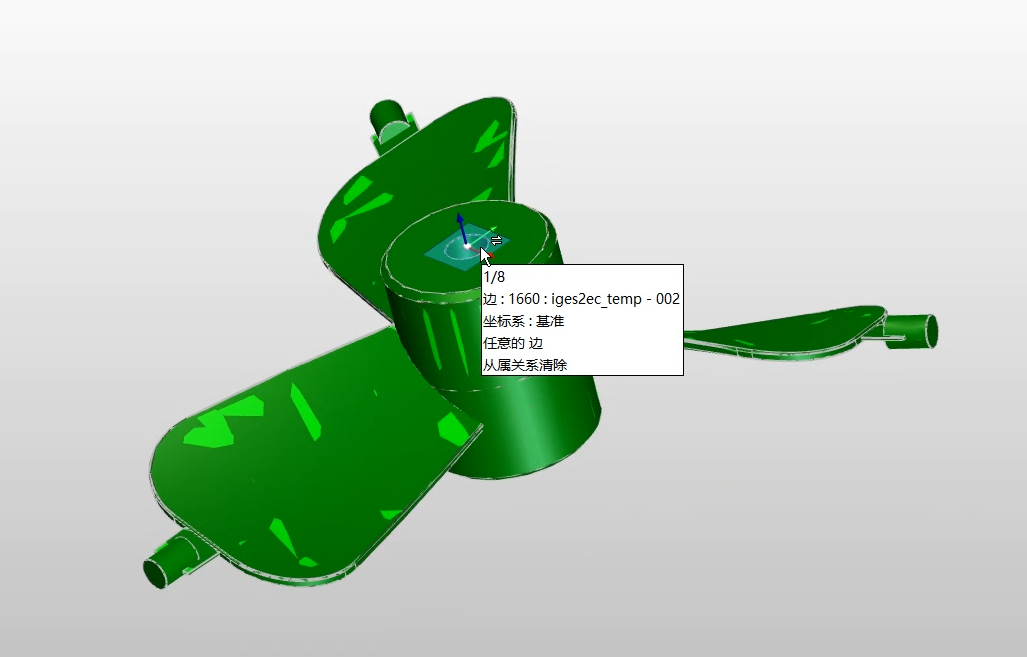 1/8
边 : 1660 : iges2ec_temp - 002
坐标系 : 基准
任意的 边
从属关系清除